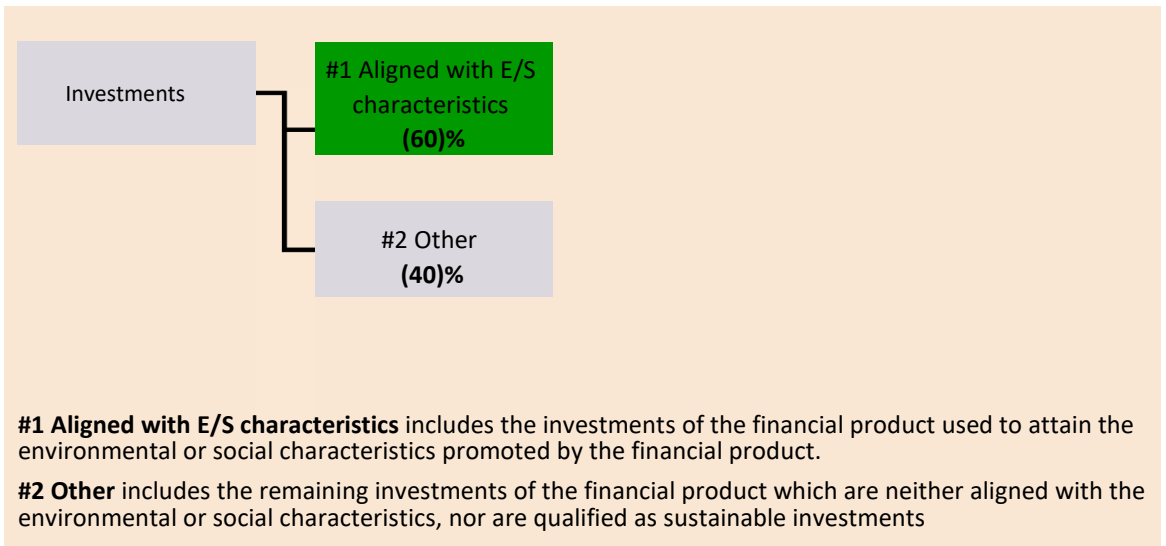 Investments
#1 Aligned with E/S
characteristics
(60)%
#2 Other
(40)%
#1 Aligned with E/S characteristics includes the investments of the financial product used to attain the
environmental or social characteristics promoted by the financial product.
#2 Other includes the remaining investments of the financial product which are neither aligned with the
environmental or social characteristics, nor are qualified as sustainable investments